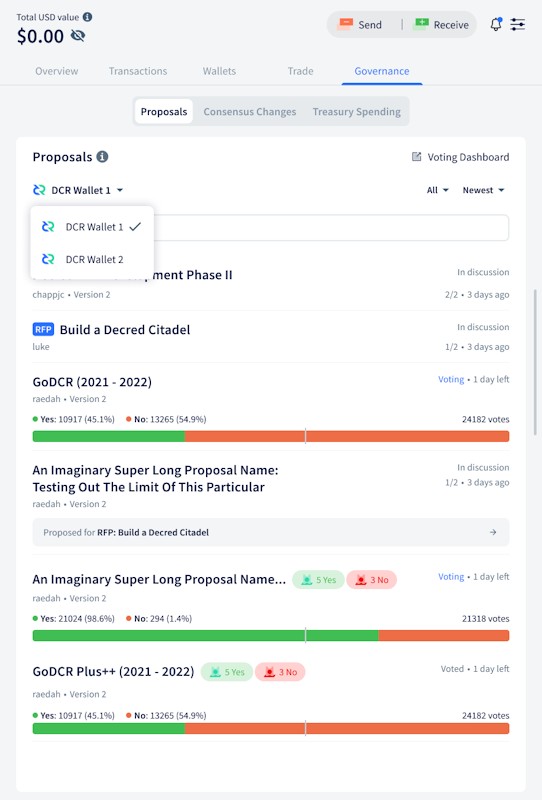 Total USD value
$0.00
Send
Receive
Overview
Transactions
Wallets
Trade
Governance
Proposals
Consensus Changes
Treasury Spending
Proposals
Voting Dashboard
DCR Wallet 1
All
Newest
DCR Wallet 1
DCR Wallet 2
Phase II
In discussion
chappjc • Version 2
2/2 • 3 days ago
RFP Build a Decred Citadel
In discussion
luke
1/2 • 3 days ago
GoDCR (2021 - 2022)
Voting • 1 day left
raedah • Version 2
Yes: 10917 (45.1%)
No: 13265 (54.9%)
24182 votes
An Imaginary Super Long Proposal Name:
Testing Out The Limit Of This Particular
In discussion
1/2 • 3 days ago
raedah • Version 2
Proposed for RFP: Build a Decred Citadel
An Imaginary Super Long Proposal Name...
5 Yes
3 No
Voting • 1 day left
raedah • Version 2
Yes: 21024 (98.6%)
No: 294 (1.4%)
21318 votes
GoDCR Plus++ (2021 - 2022)
5 Yes
3 No
Voted • 1 day left
raedah • Version 2
Yes: 10917 (45.1%)
No: 13265 (54.9%)
24182 votes